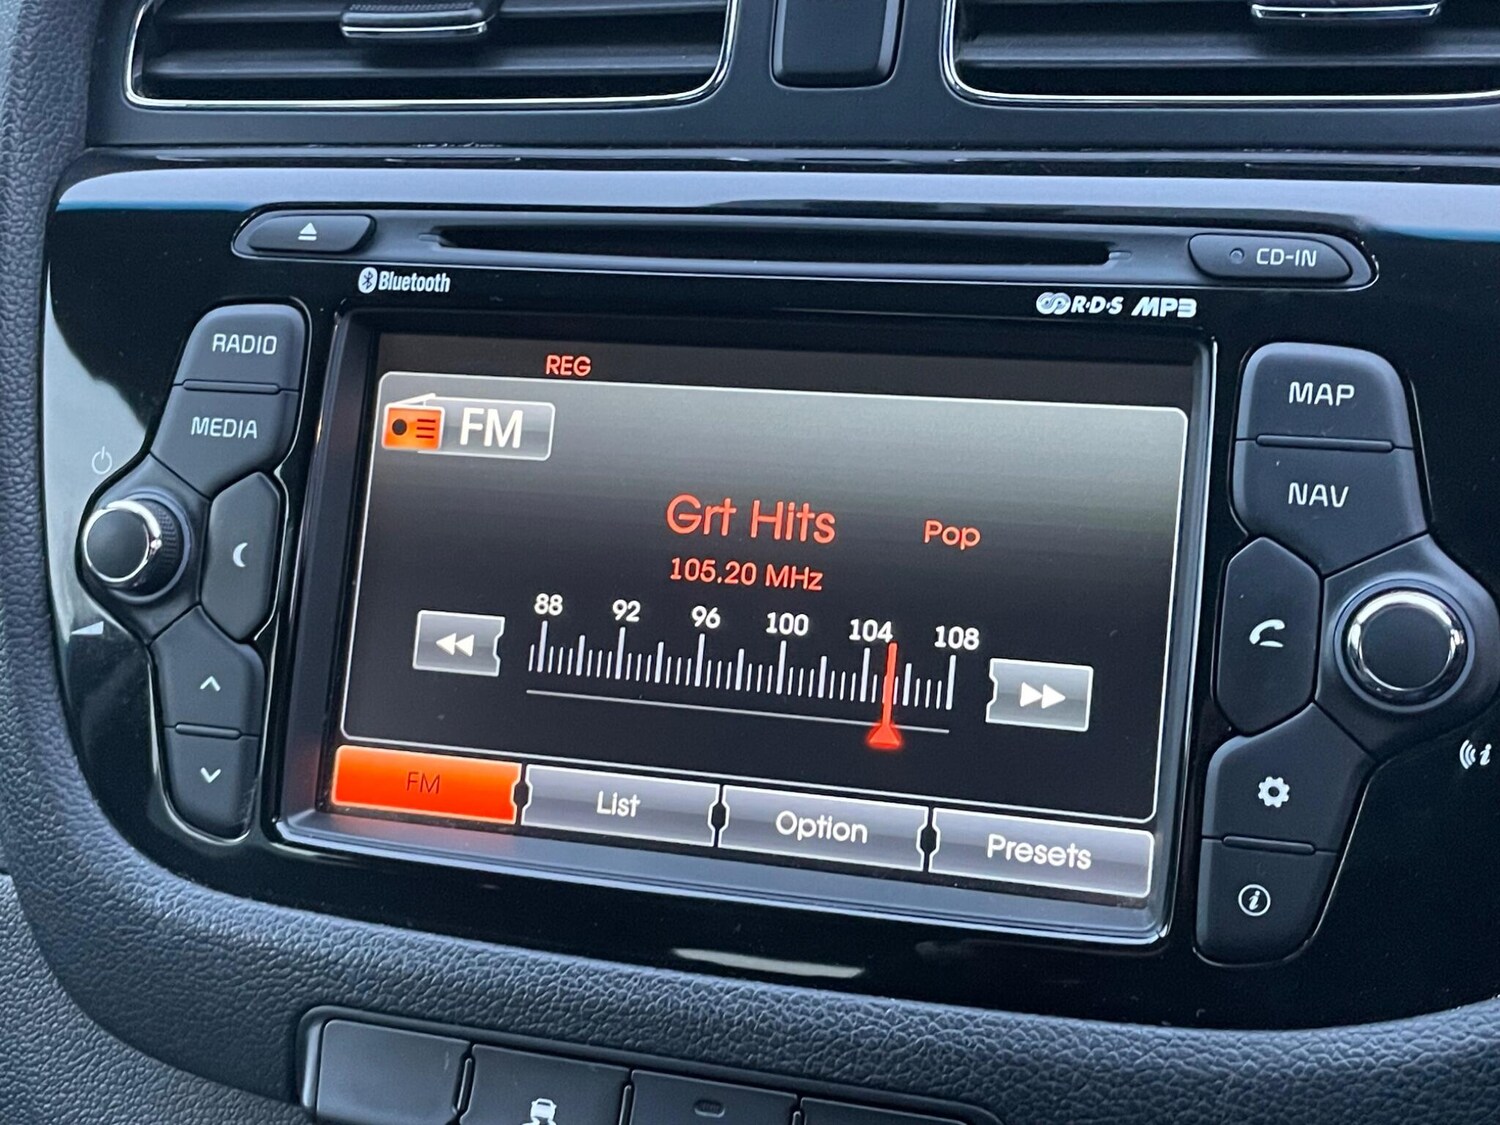 CD-IN
Bluetooth
R·D·S MP3
RADIO
MEDIA
MAP
NAV
REG
FM
Grt Hits
Pop
105.20 MHz
88 92 96 100 104 108
FM
List
Option
Presets
i
i